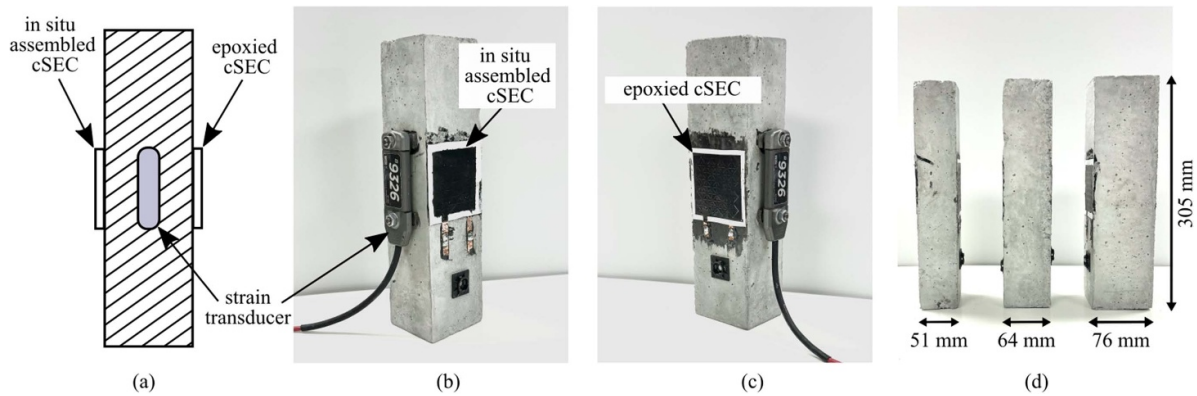 in situ
assembled
cSEC
epoxied
cSEC
strain
transducer
(a)
in situ
assembled
cSEC
9326
(b)
epoxied cSEC
9326
(c)
305 mm
51 mm
64 mm
76 mm
(d)